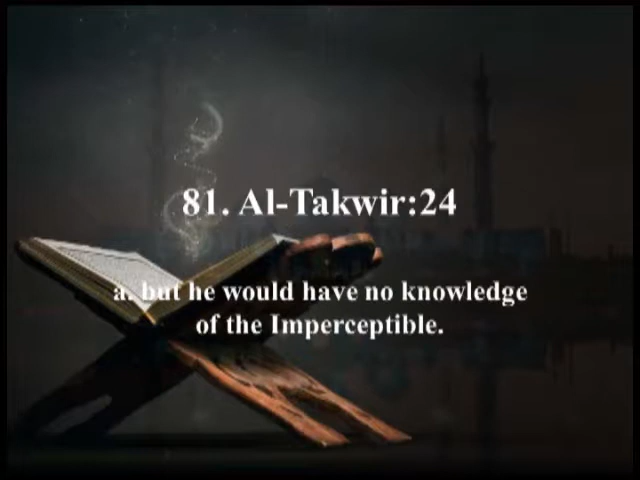 81. Al-Takwir:24
a. but he would have no knowledge
of the Imperceptible.